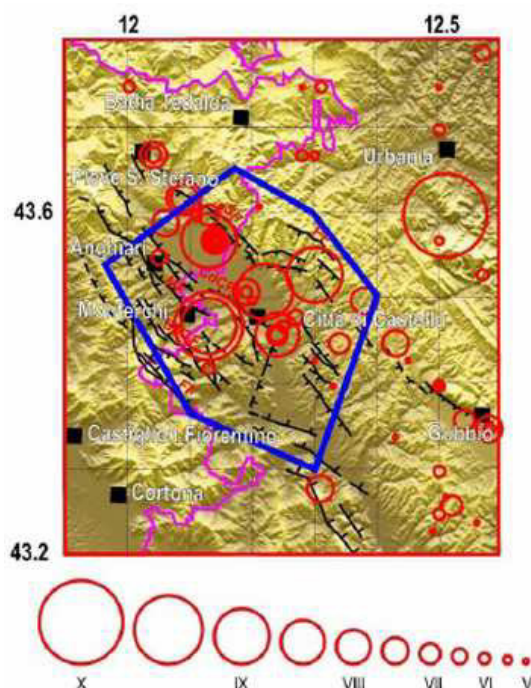 12 12.5
Badia Tedalda
Urbania
Pieve S. Stefano
43.6
Anghiari
Monterchi
Città di Castello
Castiglion Fiorentino
Gubbio
Cortona
43.2
X IX VIII VII VI V